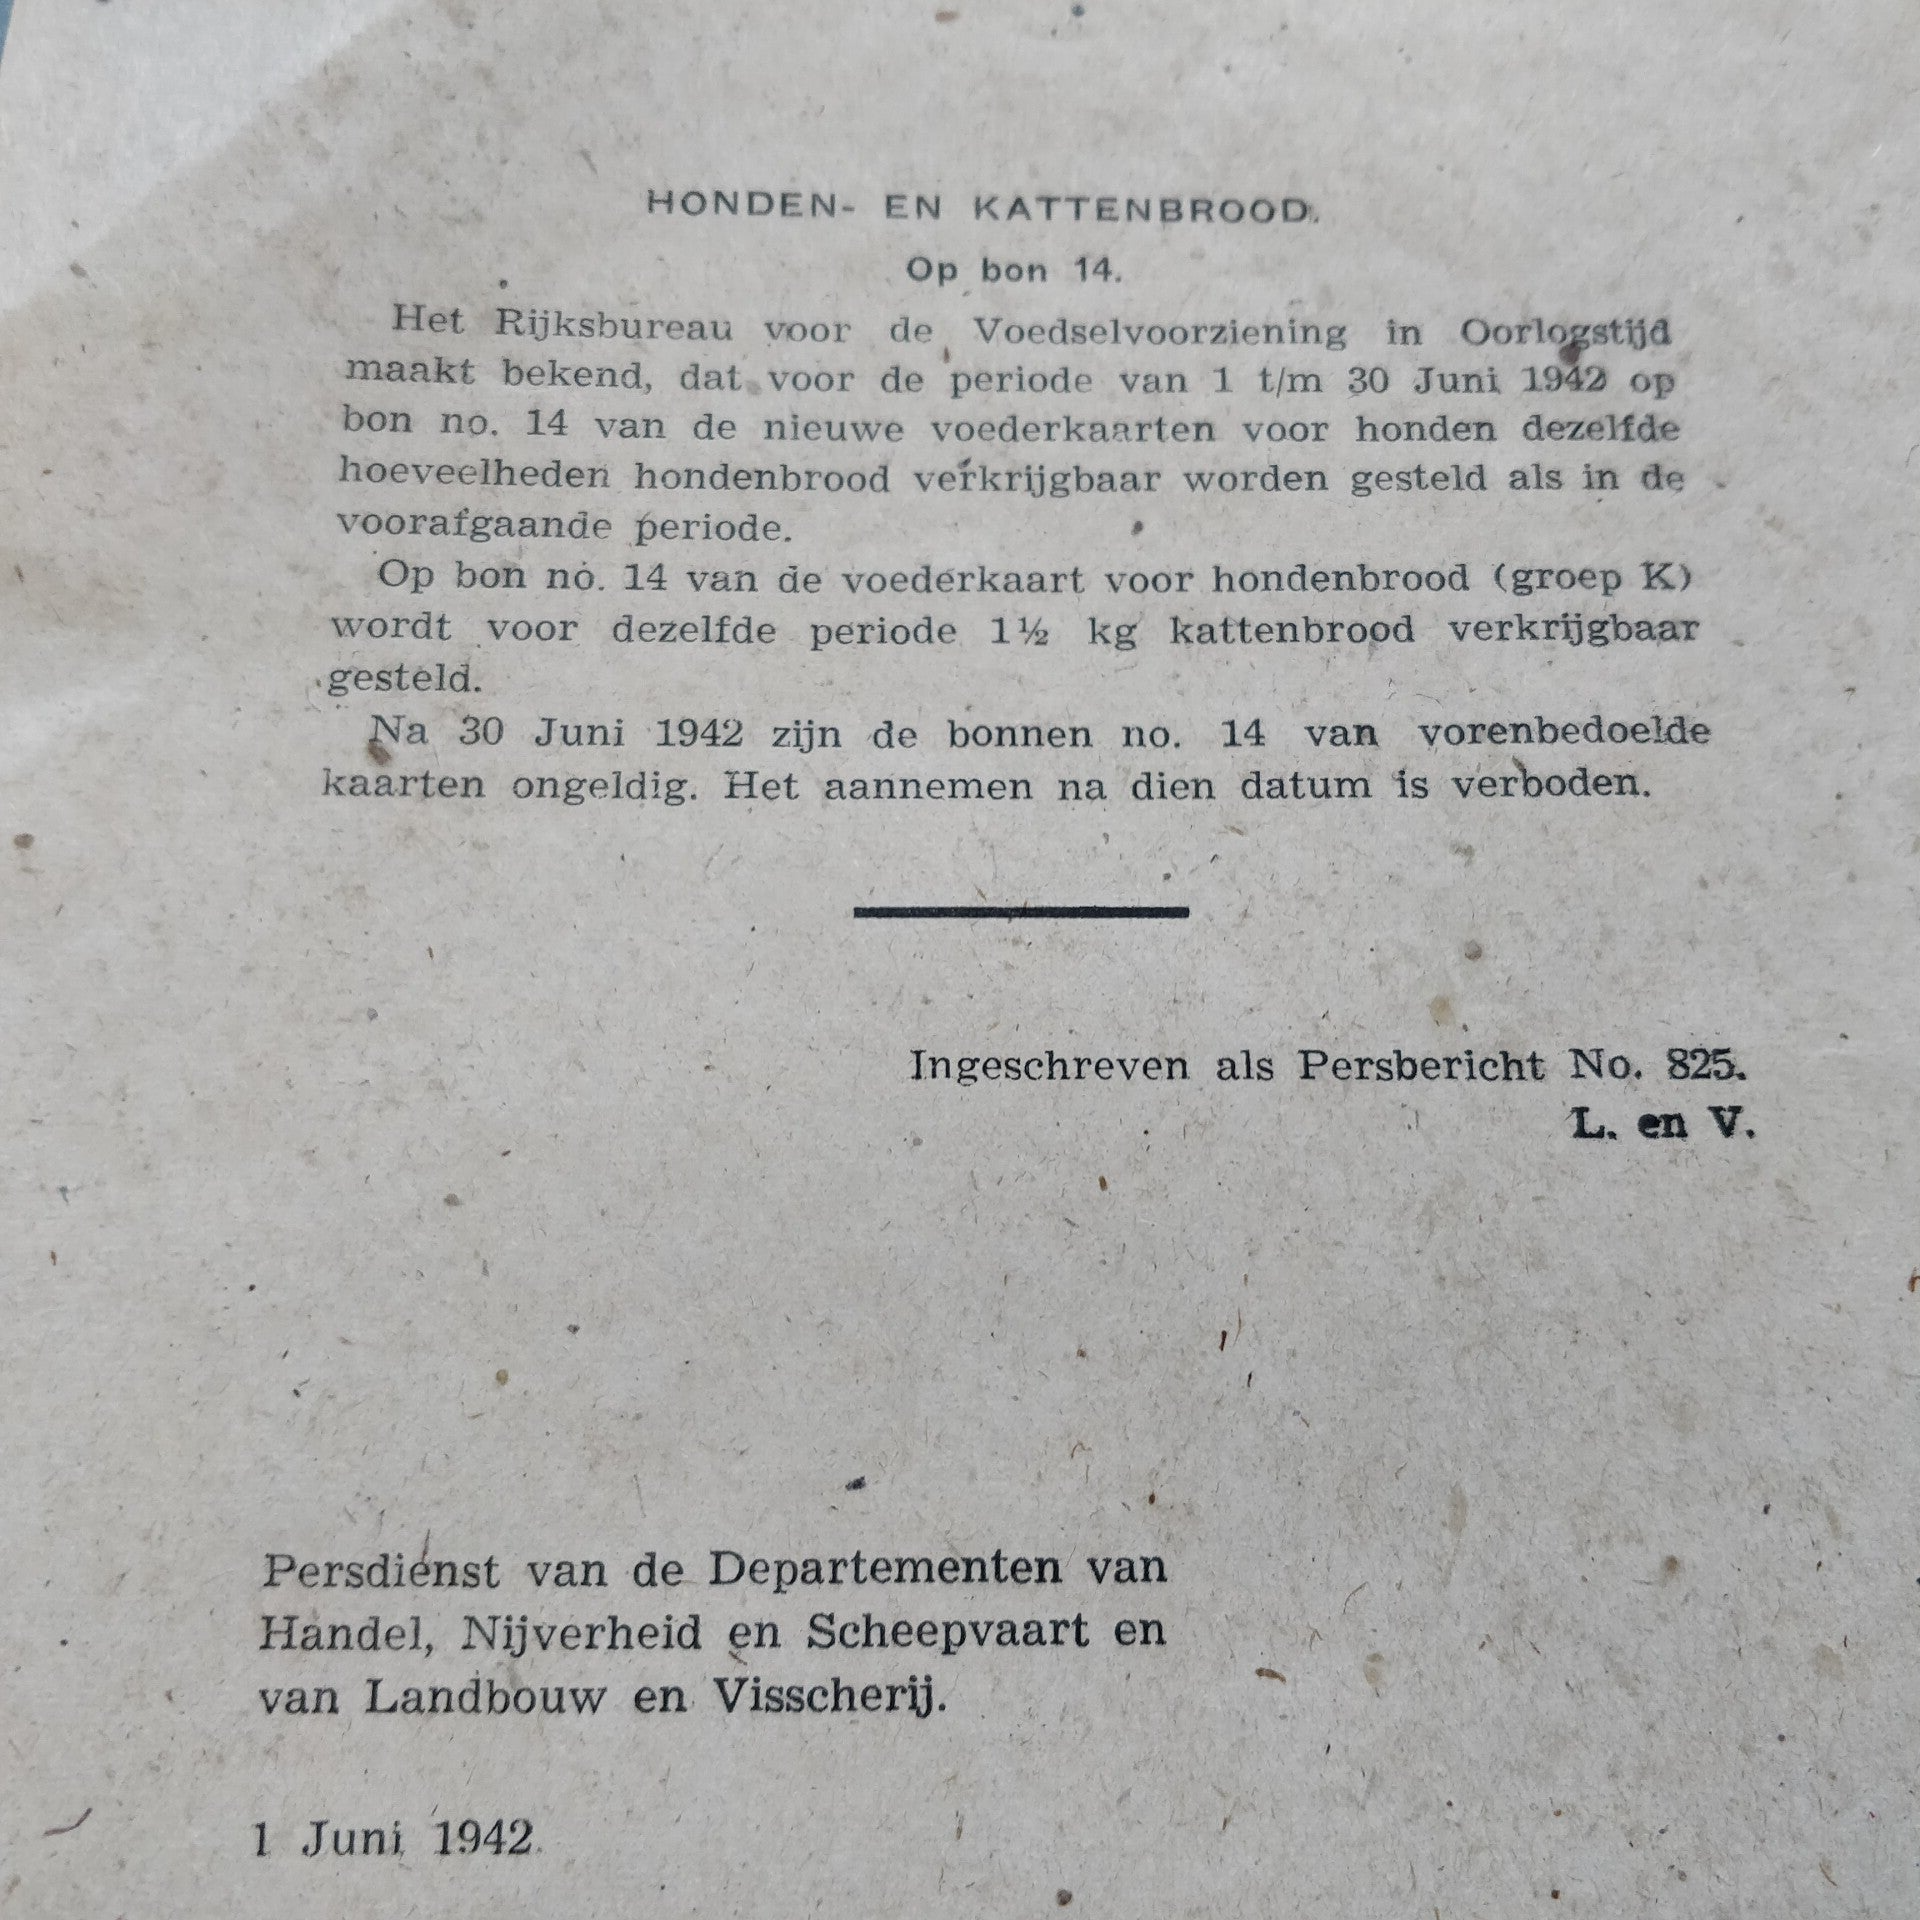 HONDEN- EN KATTENBROOD.
Op bon 14.
Het Rijksbureau voor de Voedselvoorziening in Oorlogstijd
maakt bekend, dat voor de periode van 1 t/m 30 Juni 1942 op
bon no. 14 van de nieuwe voederkaarten voor honden dezelfde
hoeveelheden hondenbrood verkrijgbaar worden gesteld als in de
voorafgaande periode.
Op bon no. 14 van de voederkaart voor hondenbrood (groep K)
wordt voor dezelfde periode 1½ kg kattenbrood verkrijgbaar
gesteld.
Na 30 Juni 1942 zijn de bonnen no. 14 van vorenbedoelde
kaarten ongeldig. Het aannemen na dien datum is verboden.
Ingeschreven als Persbericht No. 825.
L. en V.
Persdienst van de Departementen van
Handel, Nijverheid en Scheepvaart en
van Landbouw en Visscherij.
1 Juni 1942.